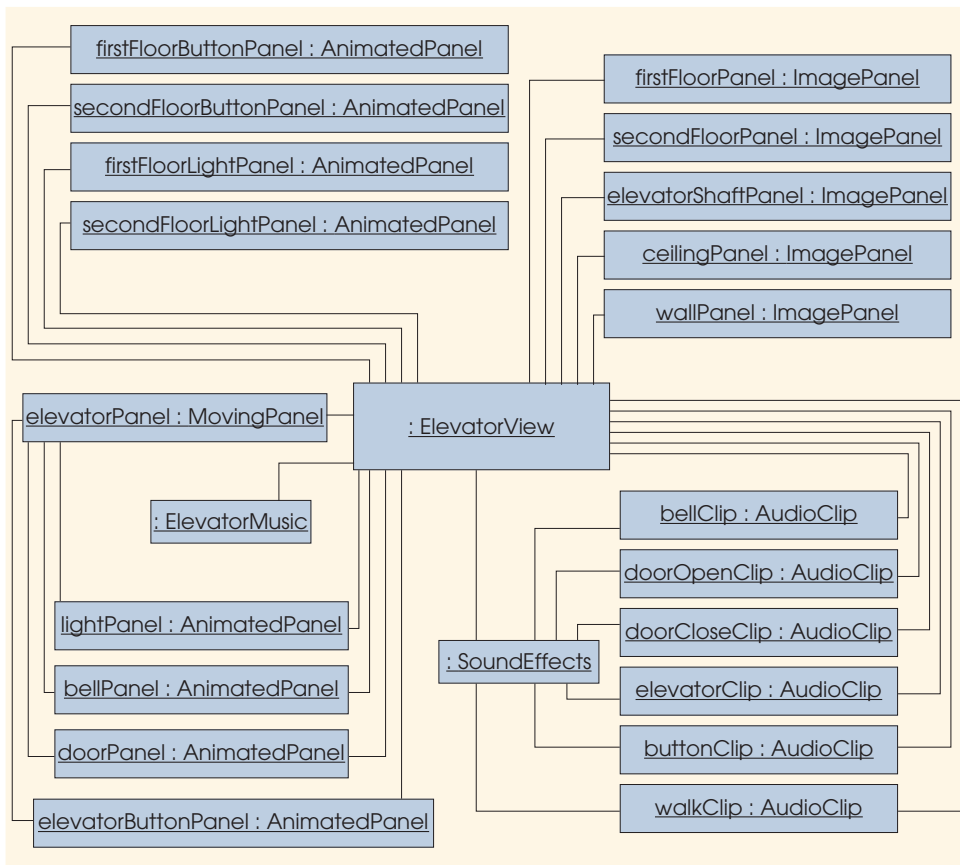 firstFloorButtonPanel : AnimatedPanel
secondFloorButtonPanel : AnimatedPanel
firstFloorLightPanel : AnimatedPanel
secondFloorLightPanel : AnimatedPanel
firstFloorPanel : ImagePanel
secondFloorPanel : ImagePanel
elevatorShaftPanel : ImagePanel
ceilingPanel : ImagePanel
wallPanel : ImagePanel
elevatorPanel : MovingPanel
: ElevatorView
: ElevatorMusic
lightPanel : AnimatedPanel
bellPanel : AnimatedPanel
doorPanel : AnimatedPanel
elevatorButtonPanel : AnimatedPanel
: SoundEffects
bellClip : AudioClip
doorOpenClip : AudioClip
doorCloseClip : AudioClip
elevatorClip : AudioClip
buttonClip : AudioClip
walkClip : AudioClip